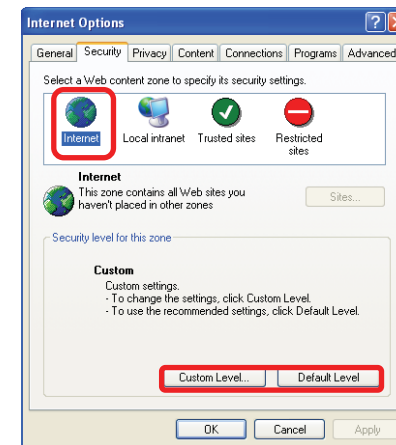 Internet Options
General Security Privacy Content Connections Programs Advanced
Select a Web content zone to specify its security settings.
Internet Local intranet Trusted sites Restricted sites
Internet
This zone contains all Web sites you
haven't placed in other zones
Sites...
Security level for this zone
Custom
Custom settings.
- To change the settings, click Custom Level.
- To use the recommended settings, click Default Level.
Custom Level... Default Level
OK Cancel Apply